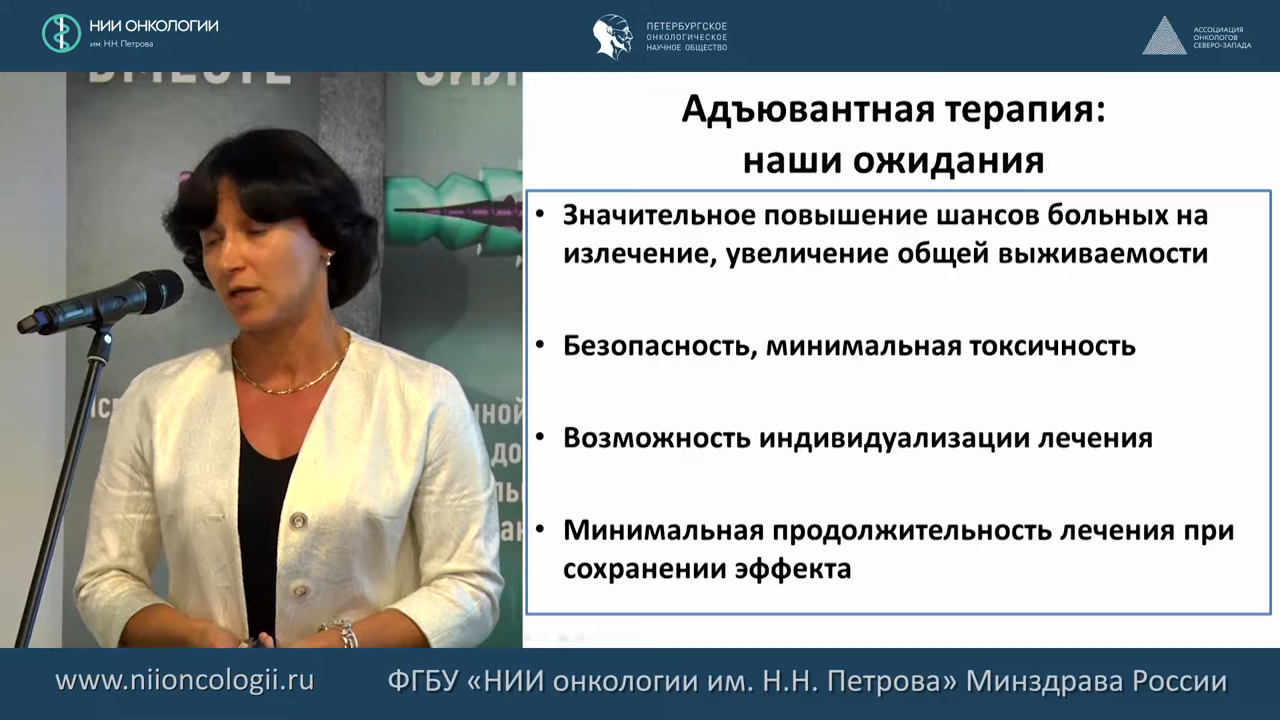 НИИ ОНКОЛОГИИ
им. Н.Н. Петрова
ПЕТЕРБУРГСКОЕ
ОНКОЛОГИЧЕСКОЕ
НАУЧНОЕ ОБЩЕСТВО
АССОЦИАЦИЯ
ОНКОЛОГОВ
СЕВЕРО-ЗАПАДА
ВМЕСТЕ
Адъювантная терапия:
наши ожидания
• Значительное повышение шансов больных на
излечение, увеличение общей выживаемости
• Безопасность, минимальная токсичность
• Возможность индивидуализации лечения
• Минимальная продолжительность лечения при
сохранении эффекта
www.niioncologii.ru
ФГБУ «НИИ онкологии им. Н.Н. Петрова» Минздрава России